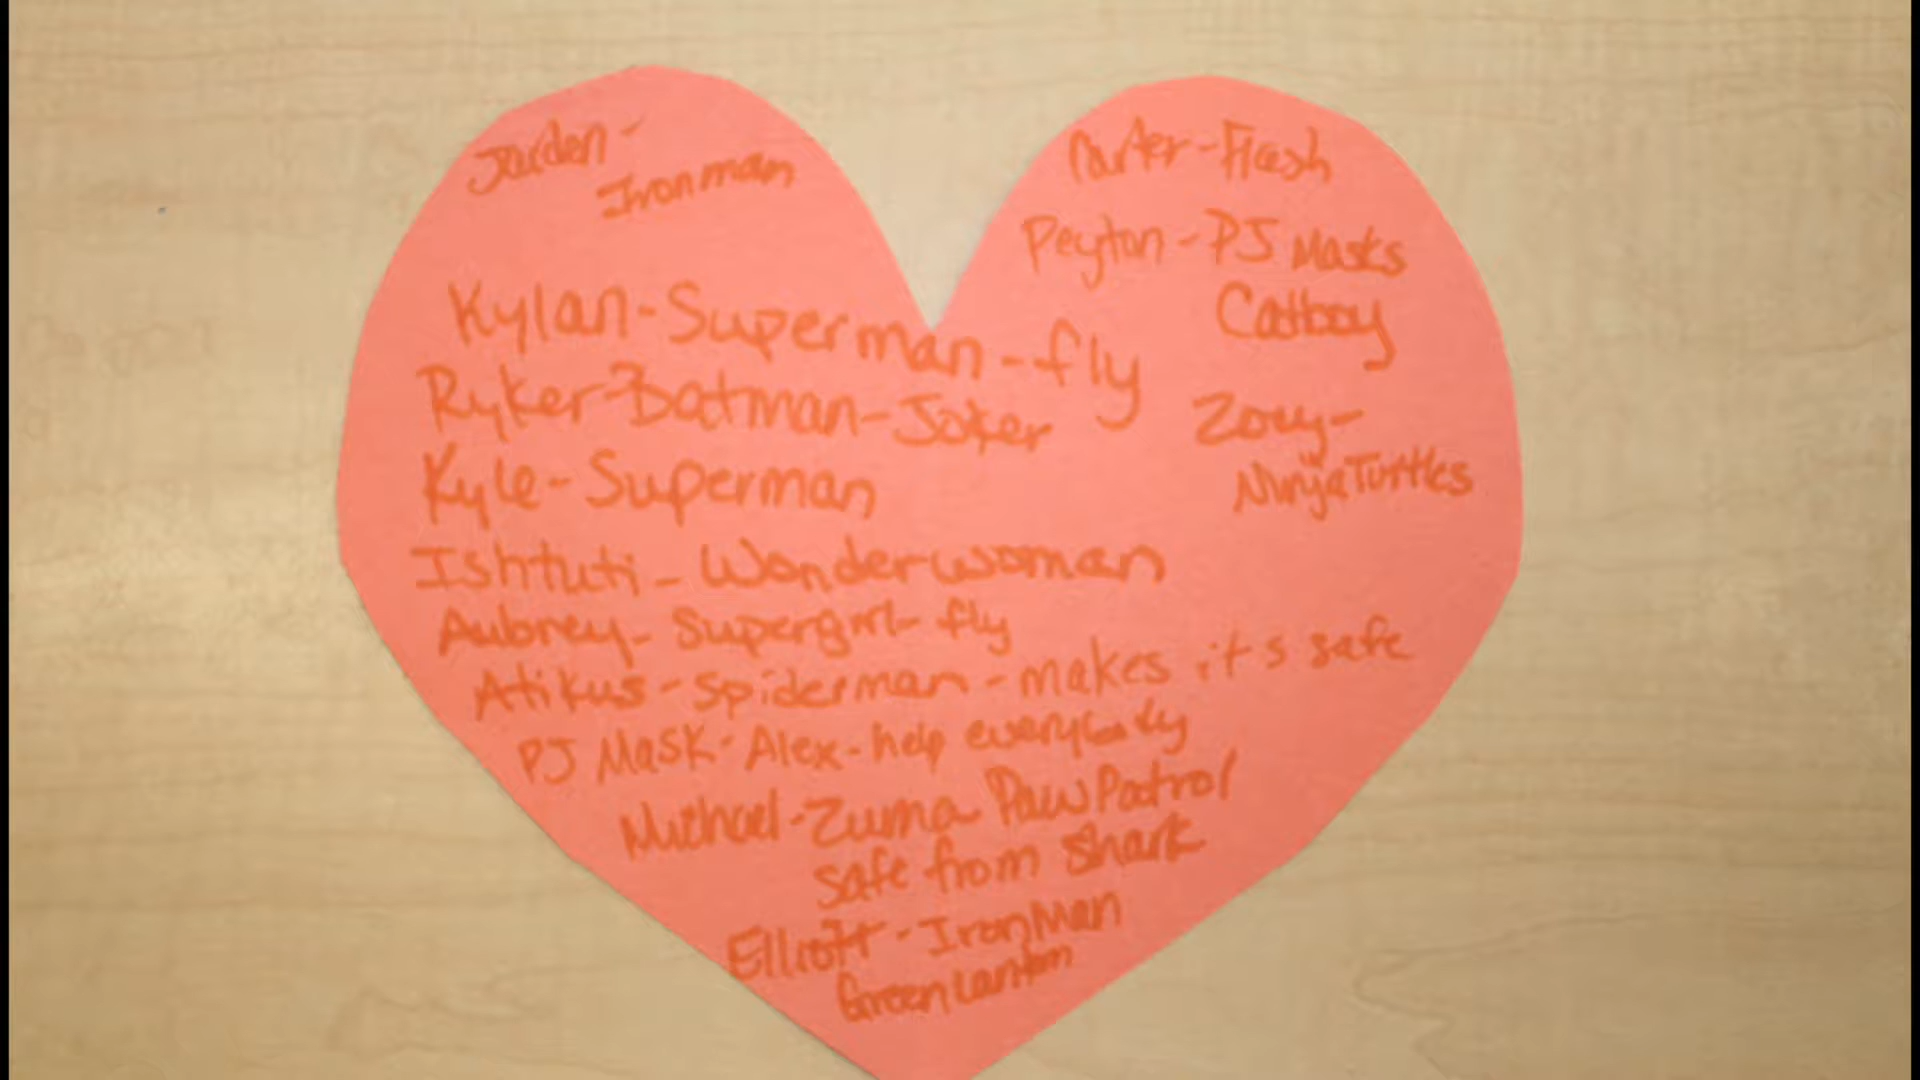 Jaiden -
Ironman
Carter - Flash
Peyton - PJ Masks
Catboy
Kylan - Superman - fly
Ryker - Batman - Joker
Zoey -
Ninja Turtles
Kyle - Superman
Ishtuti - Wonderwoman
Aubrey - Supergirl - fly
Atikus - Spiderman - makes it s safe
PJ Mask - Alex - help everybody
Michael - Zuma Paw Patrol
safe from shark
Elliott - Iron Man
Green Lantern